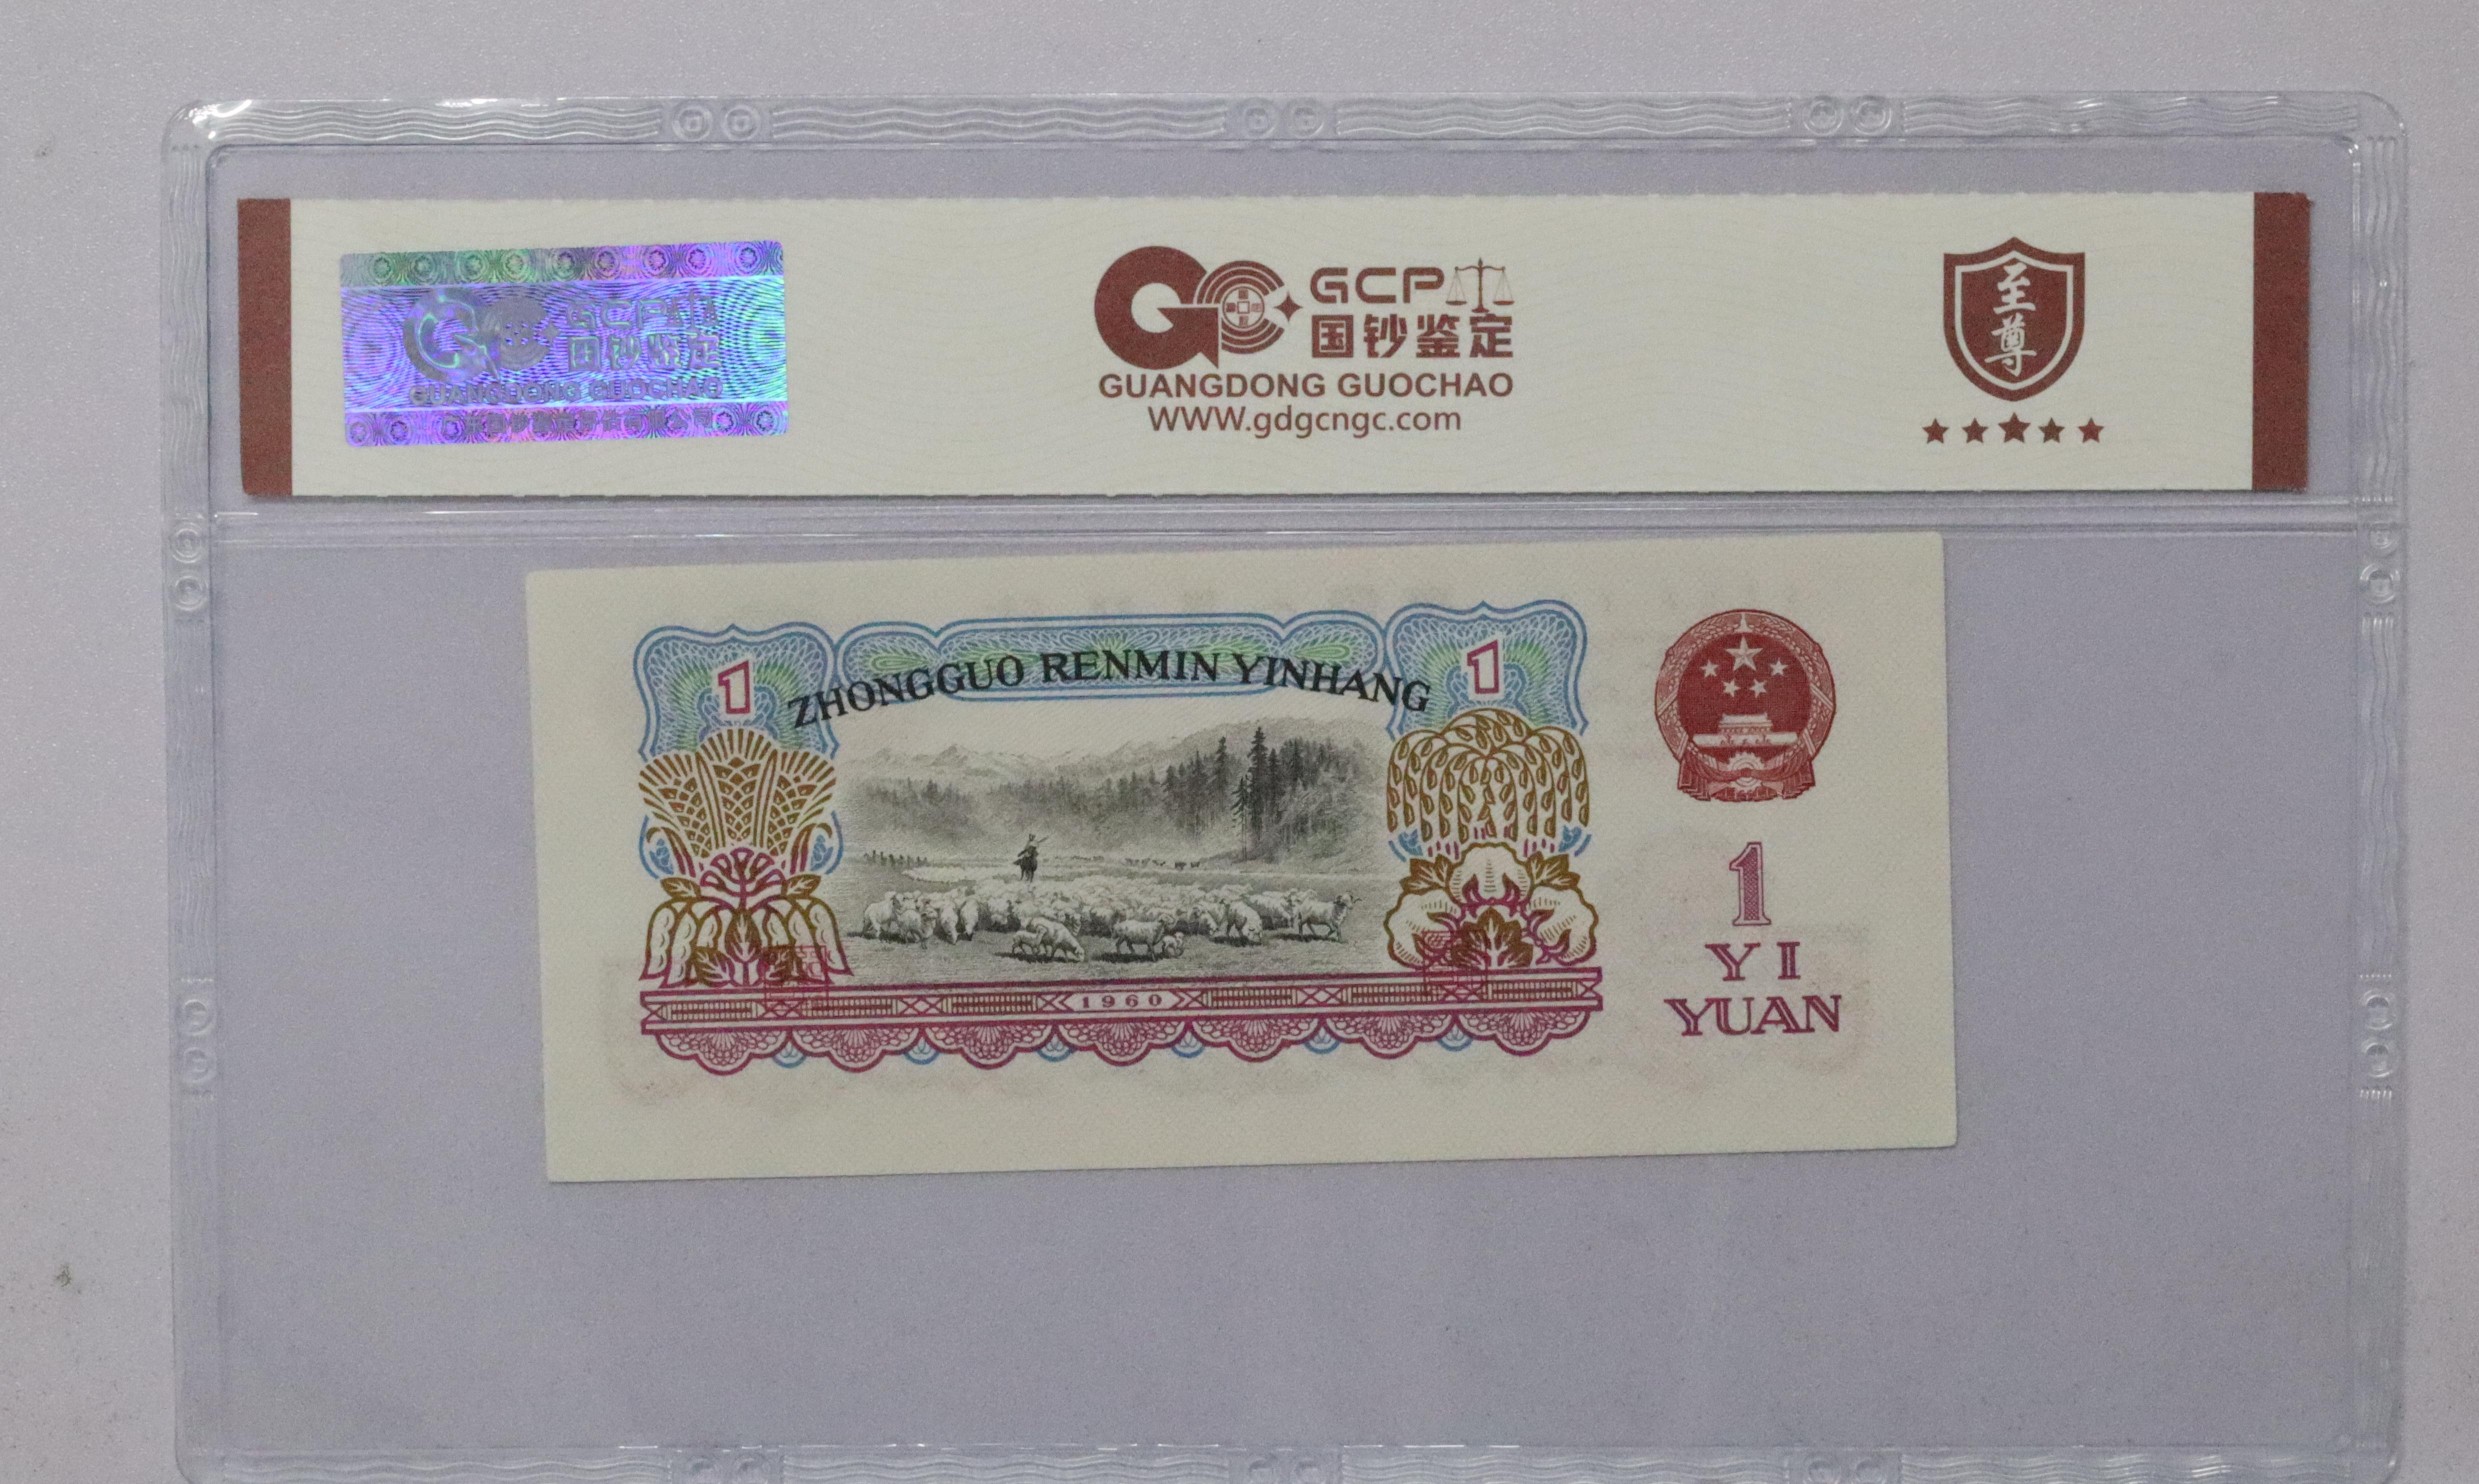 GCP
国钞鉴定
GUANGDONG GUOCHAO
GCP
国钞鉴定
GUANGDONG GUOCHAO
WWW.gdgcngc.com
至尊
1
ZHONGGUO RENMIN YINHANG
1
1960
1
YI
YUAN